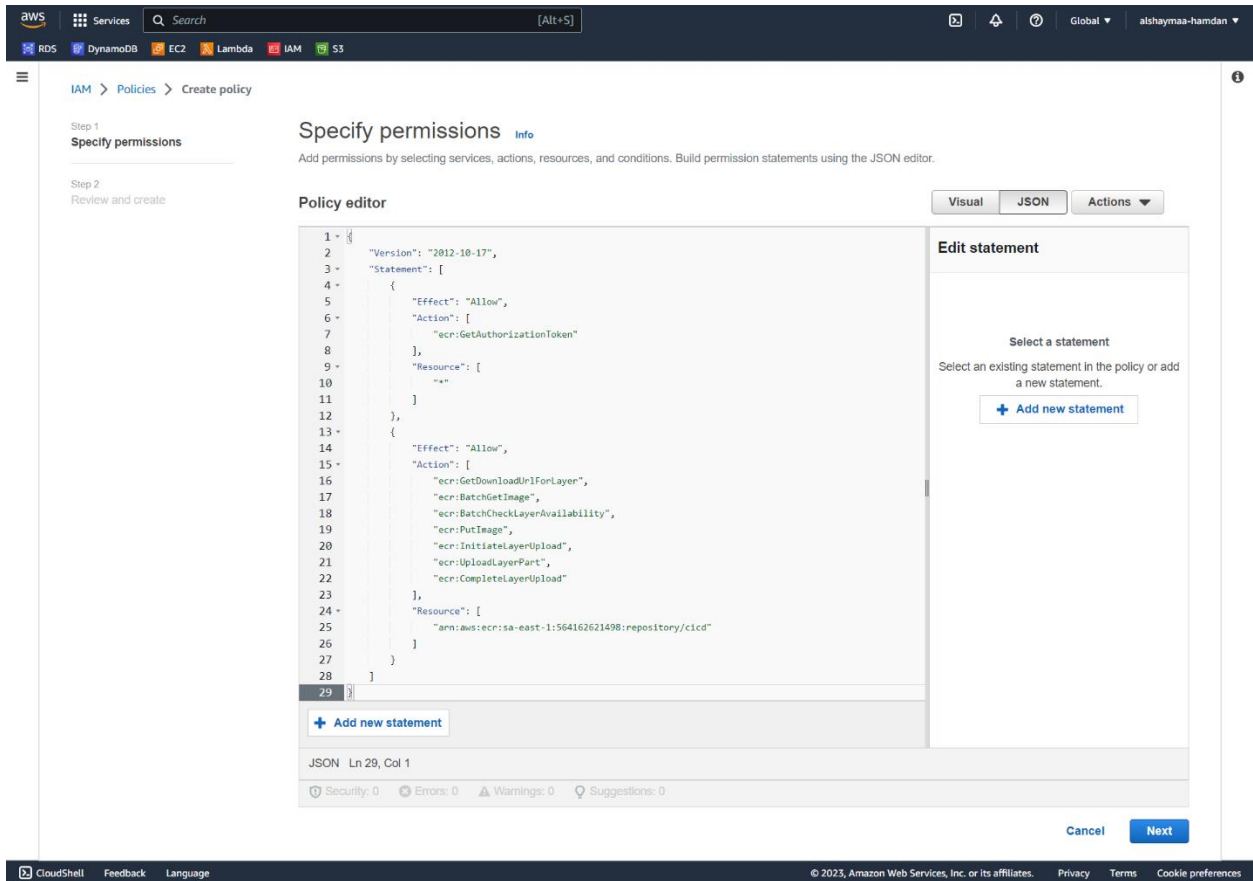 aws Services Search [Alt+S] Global alshaymaa-hamdan
RDS DynamoDB EC2 Lambda IAM S3
IAM > Policies > Create policy
Step 1
Specify permissions
Step 2
Review and create
Specify permissions Info
Add permissions by selecting services, actions, resources, and conditions. Build permission statements using the JSON editor.
Policy editor
Visual JSON Actions
1 {
2 "Version": "2012-10-17",
3 "Statement": [
4 {
5 "Effect": "Allow",
6 "Action": [
7 "ecr:GetAuthorizationToken"
8 ],
9 "Resource": [
10 "*"
11 ]
12 },
13 {
14 "Effect": "Allow",
15 "Action": [
16 "ecr:GetDownloadUrlForLayer",
17 "ecr:BatchGetImage",
18 "ecr:BatchCheckLayerAvailability",
19 "ecr:PutImage",
20 "ecr:InitiateLayerUpload",
21 "ecr:UploadLayerPart",
22 "ecr:CompleteLayerUpload"
23 ],
24 "Resource": [
25 "arn:aws:ecr:sa-east-1:564162621498:repository/cicd"
26 ]
27 }
28 ]
29 }
+ Add new statement
JSON Ln 29, Col 1
Security: 0 Errors: 0 Warnings: 0 Suggestions: 0
Edit statement
Select a statement
Select an existing statement in the policy or add
a new statement.
+ Add new statement
Cancel Next
CloudShell Feedback Language © 2023, Amazon Web Services, Inc. or its affiliates. Privacy Terms Cookie preferences